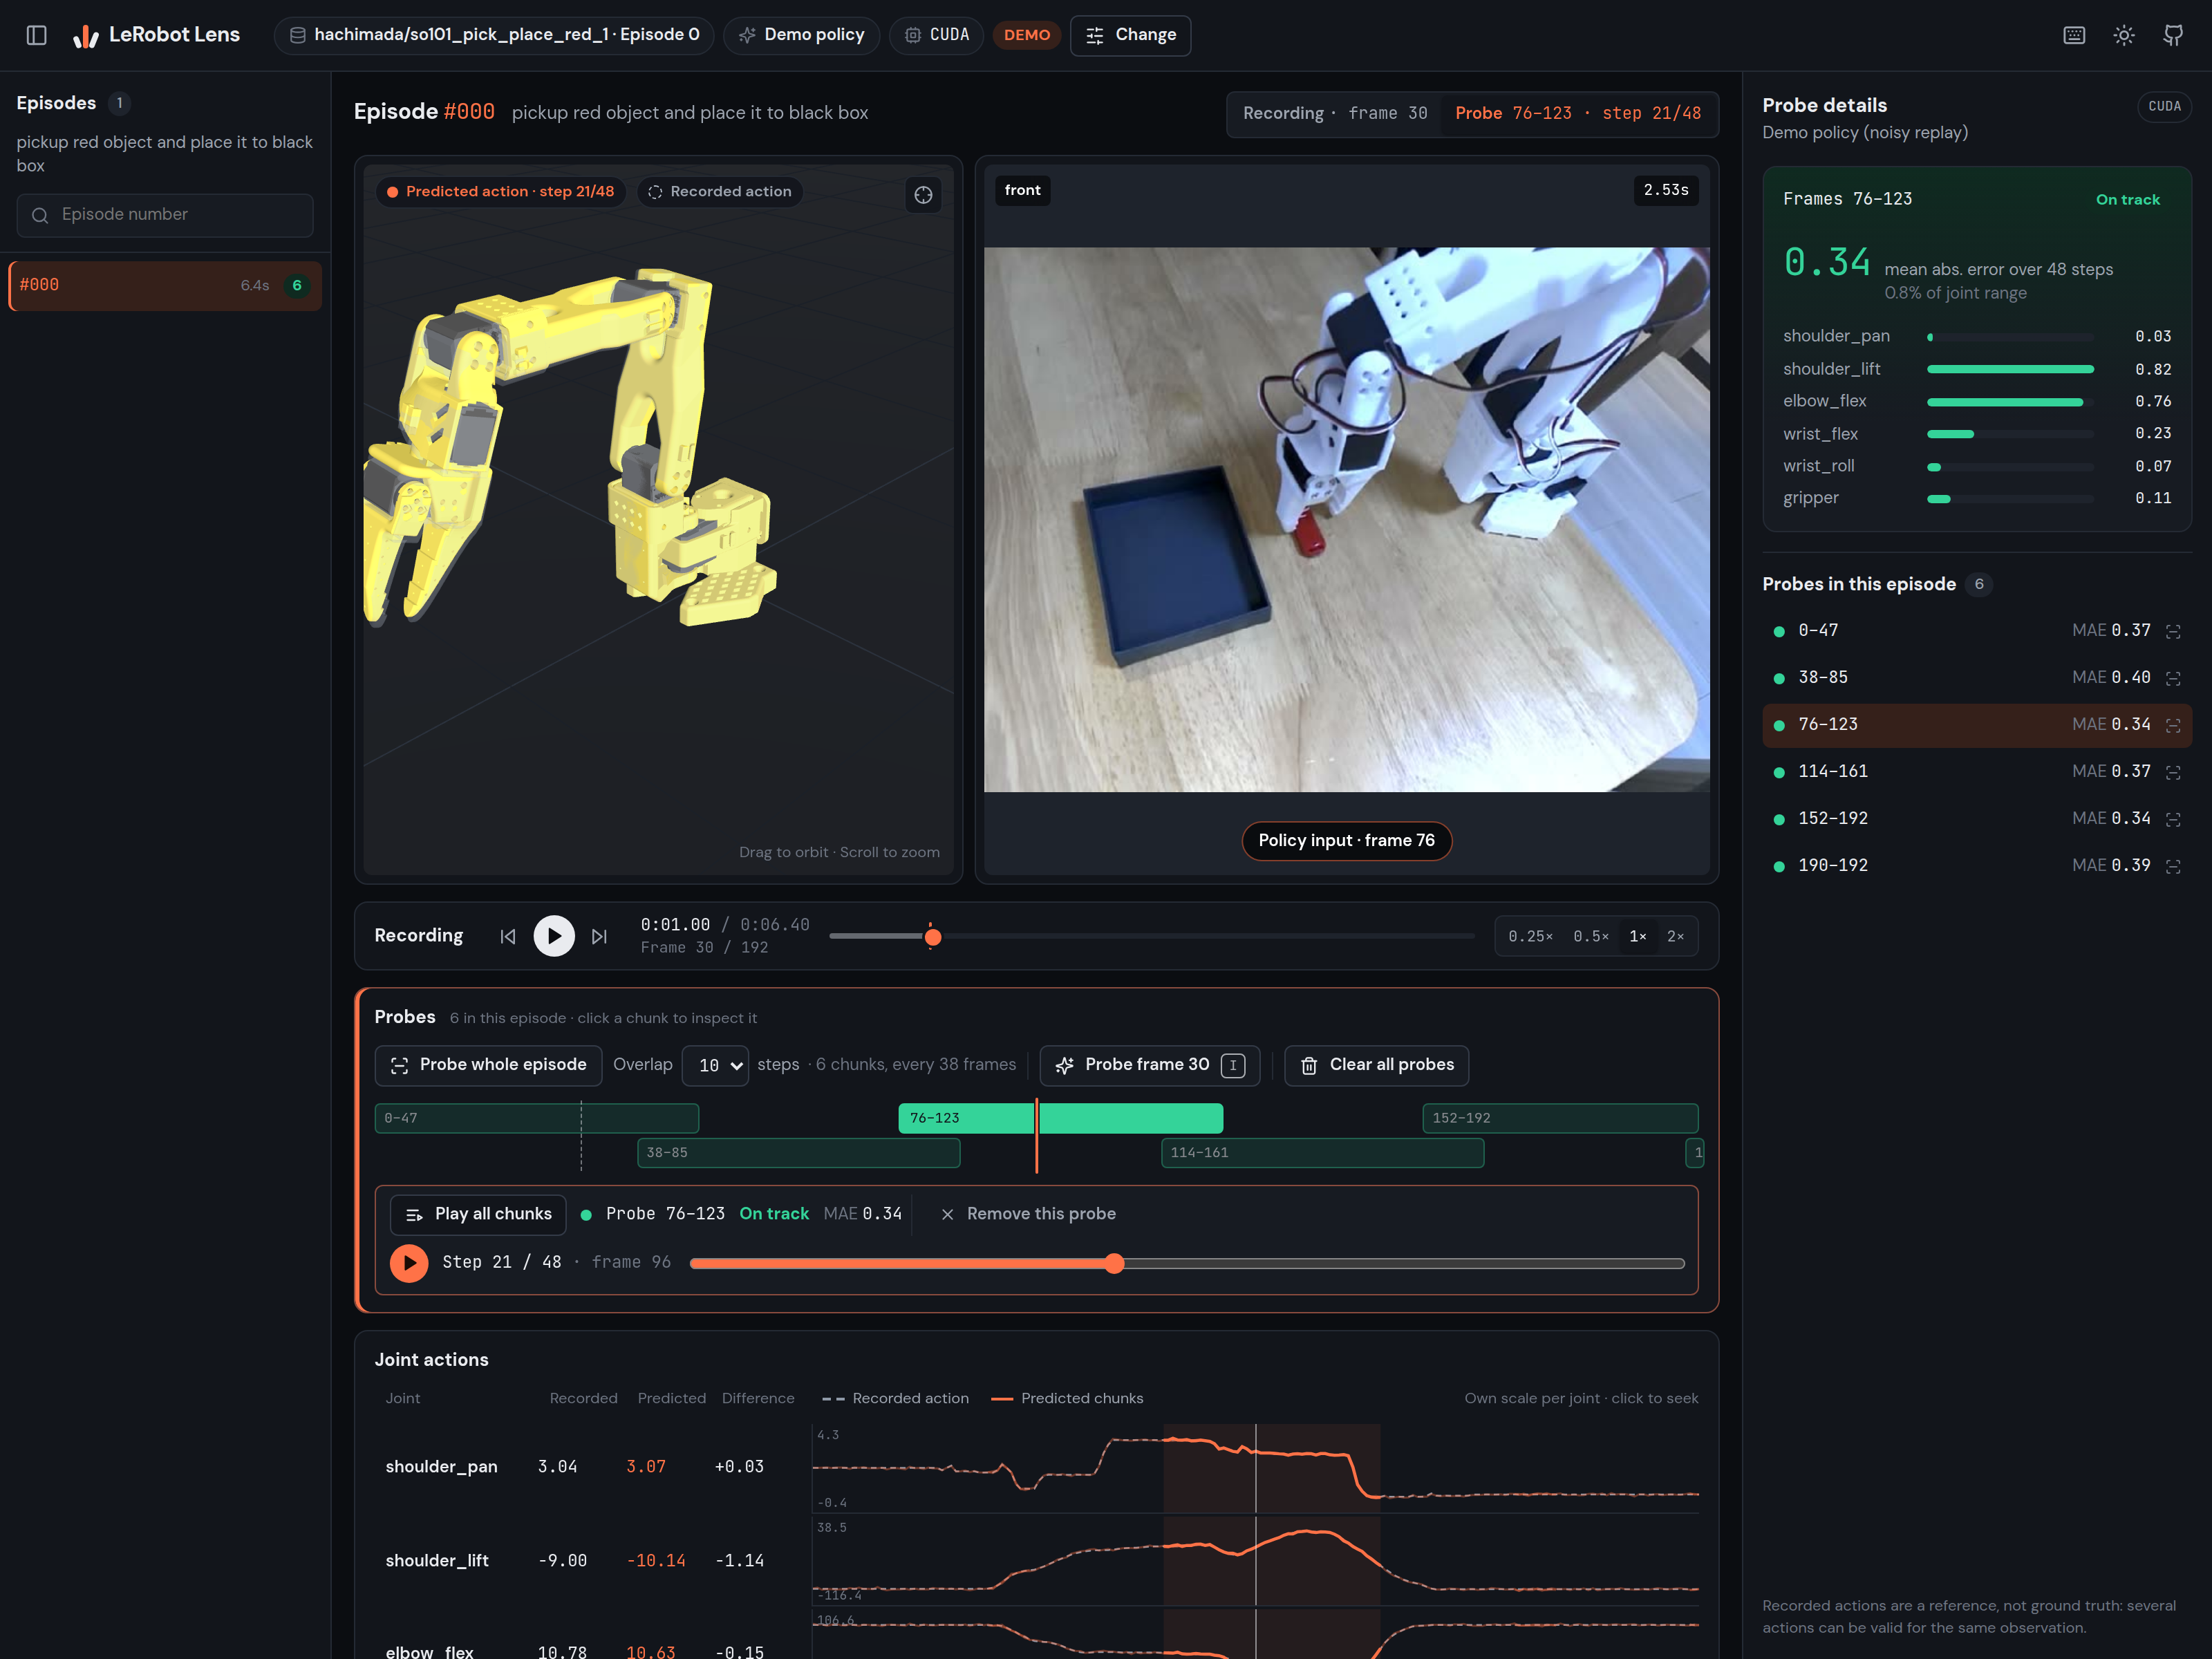 LeRobot Lens
hachimada/so101_pick_place_red_1 · Episode 0
Demo policy
CUDA
DEMO
Change
Episodes 1
pickup red object and place it to black
box
Episode number
#000 6.4s 6
Episode #000 pickup red object and place it to black box
Recording · frame 30
Probe 76–123 · step 21/48
Predicted action · step 21/48
Recorded action
Drag to orbit · Scroll to zoom
front
2.53s
Policy input · frame 76
Recording
0:01.00 / 0:06.40
Frame 30 / 192
0.25× 0.5× 1× 2×
Probes 6 in this episode · click a chunk to inspect it
Probe whole episode
Overlap 10 steps · 6 chunks, every 38 frames
Probe frame 30 I
Clear all probes
0–47
76–123
152–192
38–85
114–161
1
Play all chunks
Probe 76–123 On track MAE 0.34
Remove this probe
Step 21 / 48 · frame 96
Joint actions
Joint Recorded Predicted Difference
Recorded action
Predicted chunks
Own scale per joint · click to seek
4.3
shoulder_pan 3.04 3.07 +0.03
-0.4
38.5
shoulder_lift -9.00 -10.14 -1.14
-116.4
106.6
elbow_flex 10.78 10.63 -0.15
Probe details
CUDA
Demo policy (noisy replay)
Frames 76–123
On track
0.34 mean abs. error over 48 steps
0.8% of joint range
shoulder_pan 0.03
shoulder_lift 0.82
elbow_flex 0.76
wrist_flex 0.23
wrist_roll 0.07
gripper 0.11
Probes in this episode 6
0–47 MAE 0.37
38–85 MAE 0.40
76–123 MAE 0.34
114–161 MAE 0.37
152–192 MAE 0.34
190–192 MAE 0.39
Recorded actions are a reference, not ground truth: several
actions can be valid for the same observation.